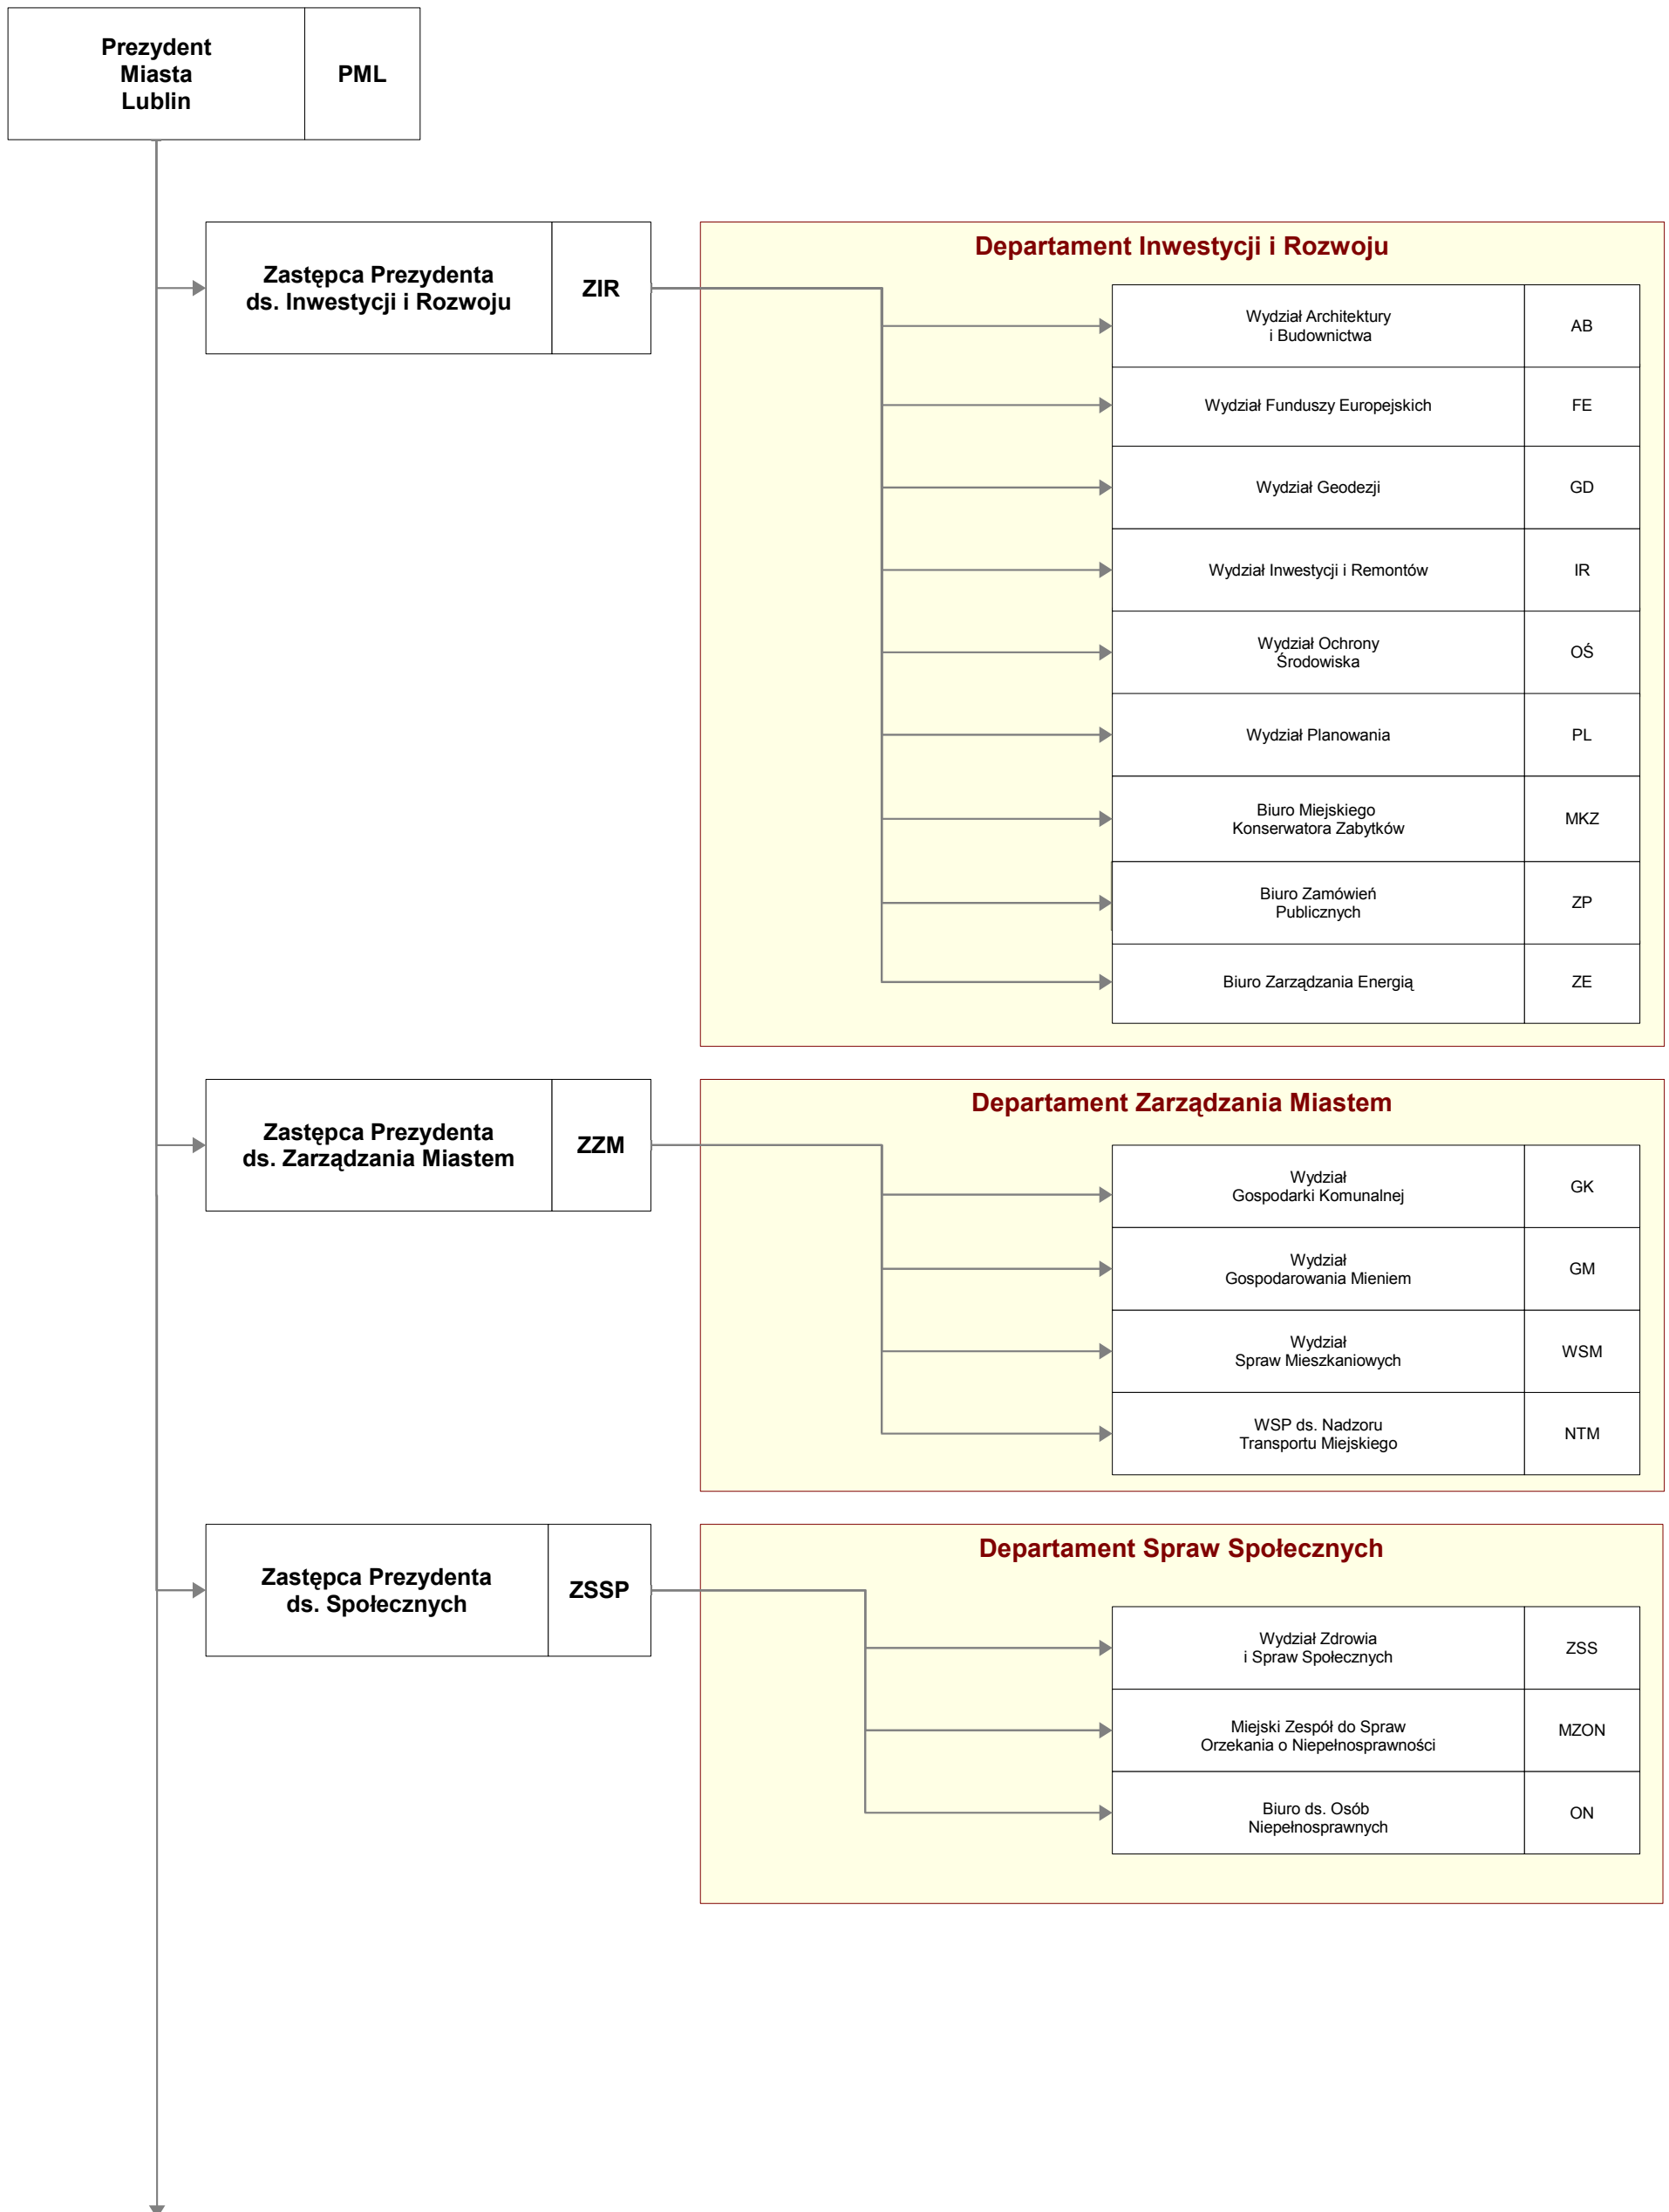 Prezydent
Miasta
Lublin
PML
Zastępca Prezydenta
ds. Inwestycji i Rozwoju
ZIR
Departament Inwestycji i Rozwoju
Wydział Architektury
i Budownictwa
AB
Wydział Funduszy Europejskich
FE
Wydział Geodezji
GD
Wydział Inwestycji i Remontów
IR
Wydział Ochrony
Środowiska
OŚ
Wydział Planowania
PL
Biuro Miejskiego
Konserwatora Zabytków
MKZ
Biuro Zamówień
Publicznych
ZP
Biuro Zarządzania Energią
ZE
Zastępca Prezydenta
ds. Zarządzania Miastem
ZZM
Departament Zarządzania Miastem
Wydział
Gospodarki Komunalnej
GK
Wydział
Gospodarowania Mieniem
GM
Wydział
Spraw Mieszkaniowych
WSM
WSP ds. Nadzoru
Transportu Miejskiego
NTM
Zastępca Prezydenta
ds. Społecznych
ZSSP
Departament Spraw Społecznych
Wydział Zdrowia
i Spraw Społecznych
ZSS
Miejski Zespół do Spraw
Orzekania o Niepełnosprawności
MZON
Biuro ds. Osób
Niepełnosprawnych
ON